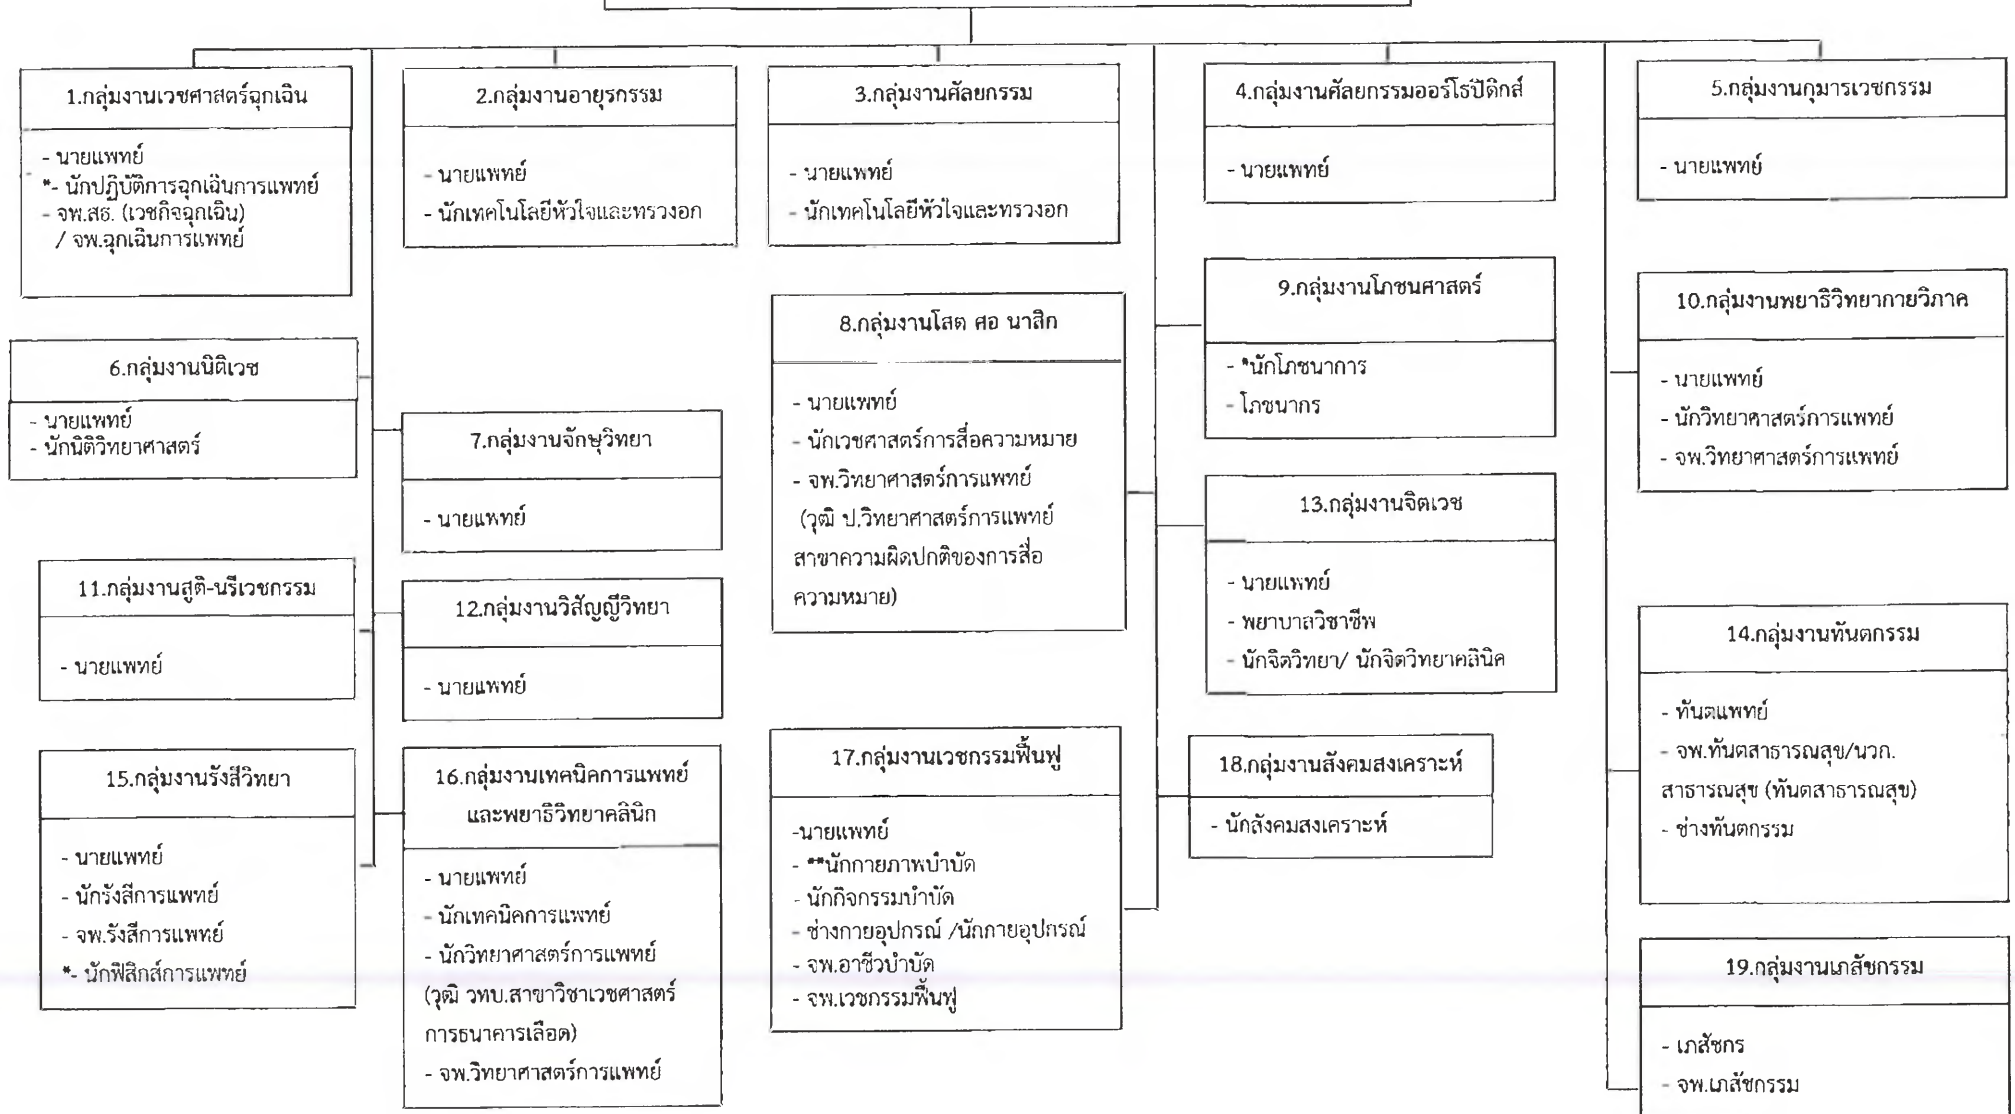 1.กลุ่มงานเวชศาสตร์ฉุกเฉิน
- นายแพทย์
*- นักปฏิบัติการฉุกเฉินการแพทย์
- จพ.สธ. (เวชกิจฉุกเฉิน)
/ จพ.ฉุกเฉินการแพทย์
2.กลุ่มงานอายุรกรรม
- นายแพทย์
- นักเทคโนโลยีหัวใจและทรวงอก
3.กลุ่มงานศัลยกรรม
- นายแพทย์
- นักเทคโนโลยีหัวใจและทรวงอก
4.กลุ่มงานศัลยกรรมออร์โธปิดิกส์
- นายแพทย์
5.กลุ่มงานกุมารเวชกรรม
- นายแพทย์
6.กลุ่มงานนิติเวช
- นายแพทย์
- นักนิติวิทยาศาสตร์
7.กลุ่มงานจักษุวิทยา
- นายแพทย์
8.กลุ่มงานโสต ศอ นาสิก
- นายแพทย์
- นักเวชศาสตร์การสื่อความหมาย
- จพ.วิทยาศาสตร์การแพทย์
(วุฒิ ป.วิทยาศาสตร์การแพทย์
สาขาความผิดปกติของการสื่อ
ความหมาย)
9.กลุ่มงานโภชนศาสตร์
- *นักโภชนาการ
- โภชนากร
10.กลุ่มงานพยาธิวิทยากายวิภาค
- นายแพทย์
- นักวิทยาศาสตร์การแพทย์
- จพ.วิทยาศาสตร์การแพทย์
11.กลุ่มงานสูติ-นรีเวชกรรม
- นายแพทย์
12.กลุ่มงานวิสัญญีวิทยา
- นายแพทย์
13.กลุ่มงานจิตเวช
- นายแพทย์
- พยาบาลวิชาชีพ
- นักจิตวิทยา/ นักจิตวิทยาคลินิค
14.กลุ่มงานทันตกรรม
- ทันตแพทย์
- จพ.ทันตสาธารณสุข/นวก.
สาธารณสุข (ทันตสาธารณสุข)
- ช่างทันตกรรม
15.กลุ่มงานรังสีวิทยา
- นายแพทย์
- นักรังสีการแพทย์
- จพ.รังสีการแพทย์
*- นักฟิสิกส์การแพทย์
16.กลุ่มงานเทคนิคการแพทย์
และพยาธิวิทยาคลินิก
- นายแพทย์
- นักเทคนิคการแพทย์
- นักวิทยาศาสตร์การแพทย์
(วุฒิ วทบ.สาขาวิชาเวชศาสตร์
การธนาคารเลือด)
- จพ.วิทยาศาสตร์การแพทย์
17.กลุ่มงานเวชกรรมฟื้นฟู
-นายแพทย์
- **นักกายภาพบำบัด
- นักกิจกรรมบำบัด
- ช่างกายอุปกรณ์ /นักกายอุปกรณ์
- จพ.อาชีวบำบัด
- จพ.เวชกรรมฟื้นฟู
18.กลุ่มงานสังคมสงเคราะห์
- นักสังคมสงเคราะห์
19.กลุ่มงานเภสัชกรรม
- เภสัชกร
- จพ.เภสัชกรรม